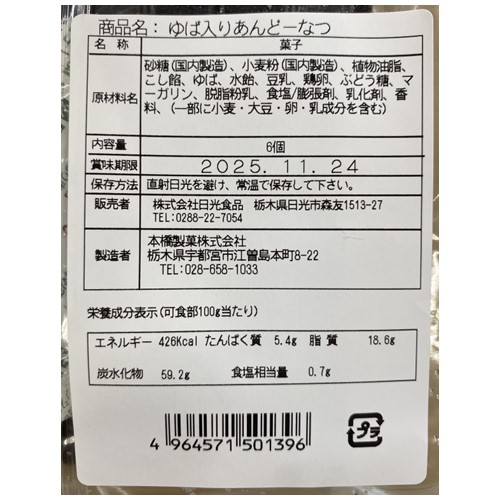 商品名: ゆば入りあんどーなつ
名 称 菓子
原材料名 砂糖(国内製造)、小麦粉(国内製造)、植物油脂、
こし餡、ゆば、水飴、豆乳、鶏卵、ぶどう糖、マ
ーガリン、脱脂粉乳、食塩/膨張剤、乳化剤、香
料、(一部に小麦・大豆・卵・乳成分を含む)
内容量 6個
賞味期限 2025.11.24
保存方法 直射日光を避け、常温で保存して下さい。
販売者 株式会社日光食品 栃木県日光市森友1513-27
TEL:0288-22-7054
製造者 本橋製菓株式会社
栃木県宇都宮市江曽島本町8-22
TEL:028-658-1033
栄養成分表示(可食部100g当たり)
エネルギー 426Kcal たんぱく質 5.4g 脂 質 18.6g
炭水化物 59.2g 食塩相当量 0.7g
4 964571 501396
プラ